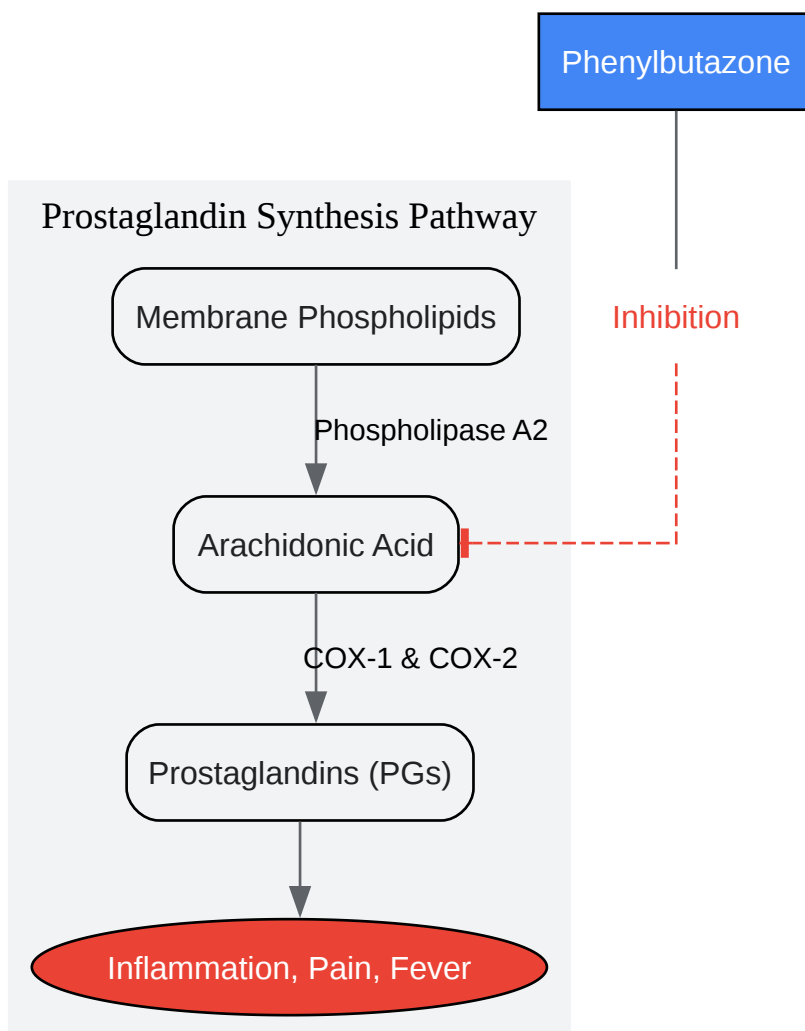 Phenylbutazone
Prostaglandin Synthesis Pathway
Membrane Phospholipids
Inhibition
Phospholipase A2
Arachidonic Acid
COX-1 & COX-2
Prostaglandins (PGs)
Inflammation, Pain, Fever